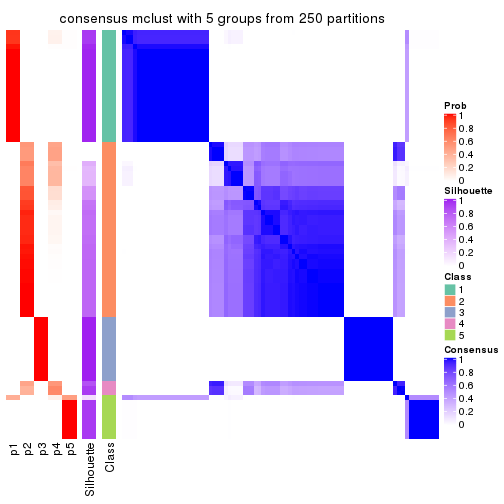 consensus mclust with 5 groups from 250 partitions
Prob
1
0.8
0.6
0.4
0.2
0
Silhouette
1
0.8
0.6
0.4
0.2
0
Class
1
2
3
4
5
Consensus
1
0.8
0.6
0.4
0.2
0
p1
p2
p3
p4
p5
Silhouette
Class